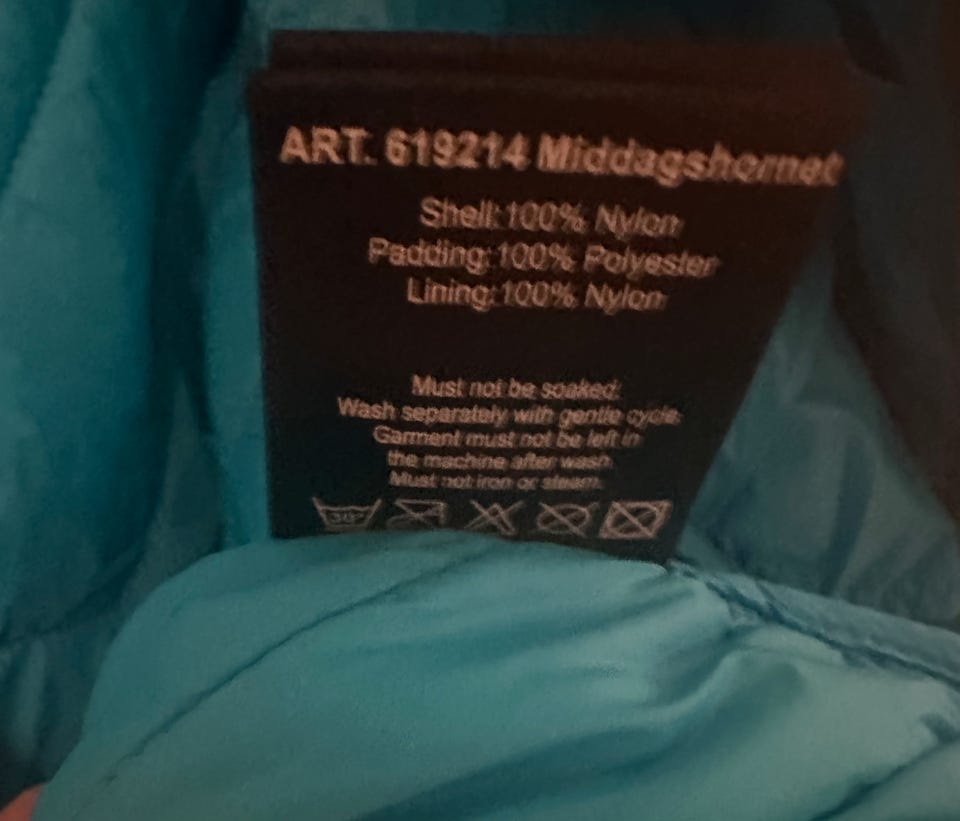 ART. 619214 Middagshornet
Shell:100% Nylon
Padding:100% Polyester
Lining:100% Nylon
Must not be soaked.
Wash separately with gentle cycle.
Garment must not be left in
the machine after wash.
Must not iron or steam.
30°